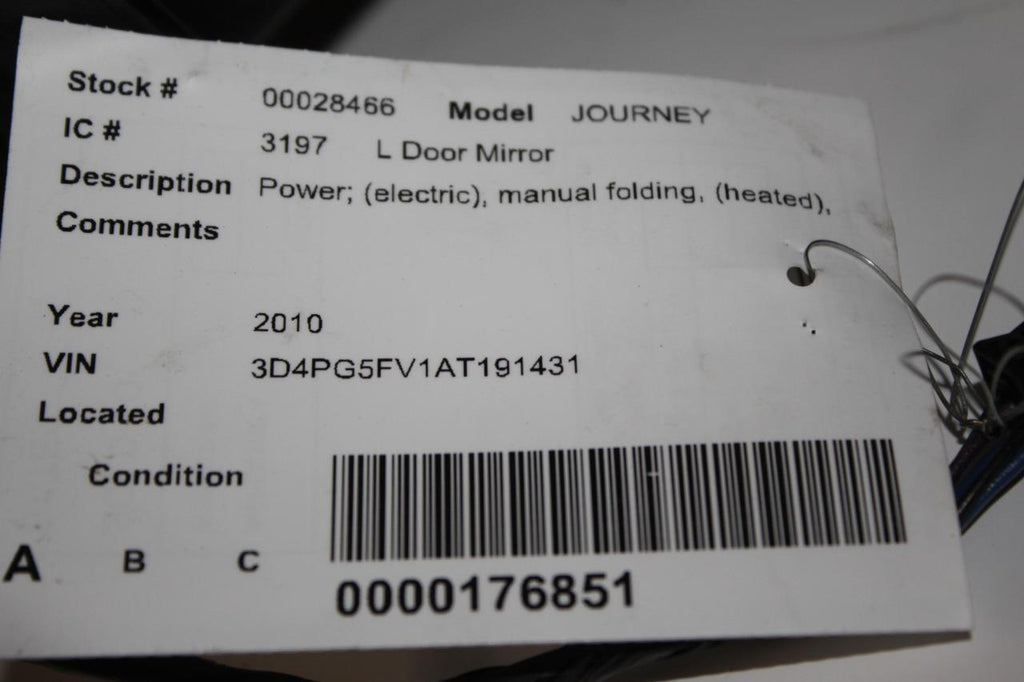 Stock # 00028466 Model JOURNEY
IC # 3197 L Door Mirror
Description Power; (electric), manual folding, (heated),
Comments
Year 2010
VIN 3D4PG5FV1AT191431
Located
Condition
A B C
0000176851